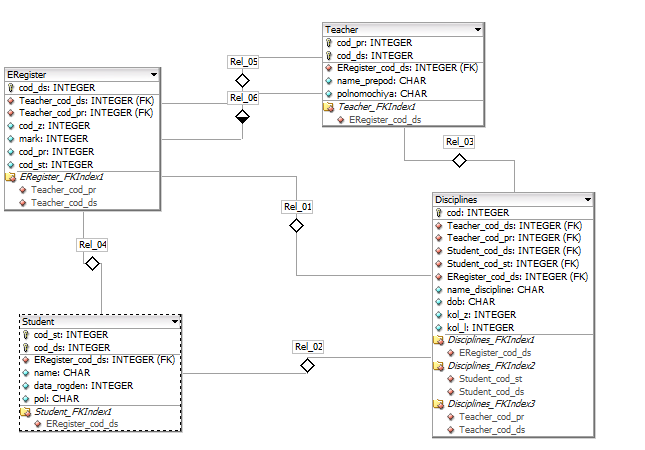 Teacher
cod_pr: INTEGER
cod_ds: INTEGER
ERegister_cod_ds: INTEGER (FK)
name_prepod: CHAR
polnomochiya: CHAR
Teacher_FKIndex1
ERegister_cod_ds
Rel_05
Rel_06
ERegister
cod_ds: INTEGER
Teacher_cod_ds: INTEGER (FK)
Teacher_cod_pr: INTEGER (FK)
cod_z: INTEGER
mark: INTEGER
cod_pr: INTEGER
cod_st: INTEGER
ERegister_FKIndex1
Teacher_cod_pr
Teacher_cod_ds
Rel_03
Rel_01
Rel_04
Disciplines
cod: INTEGER
Teacher_cod_ds: INTEGER (FK)
Teacher_cod_pr: INTEGER (FK)
Student_cod_ds: INTEGER (FK)
Student_cod_st: INTEGER (FK)
ERegister_cod_ds: INTEGER (FK)
name_discipline: CHAR
dob: CHAR
kol_z: INTEGER
kol_l: INTEGER
Disciplines_FKIndex1
ERegister_cod_ds
Disciplines_FKIndex2
Student_cod_st
Student_cod_ds
Disciplines_FKIndex3
Teacher_cod_pr
Teacher_cod_ds
Student
cod_st: INTEGER
cod_ds: INTEGER
ERegister_cod_ds: INTEGER (FK)
name: CHAR
data_rogden: INTEGER
pol: CHAR
Student_FKIndex1
ERegister_cod_ds
Rel_02